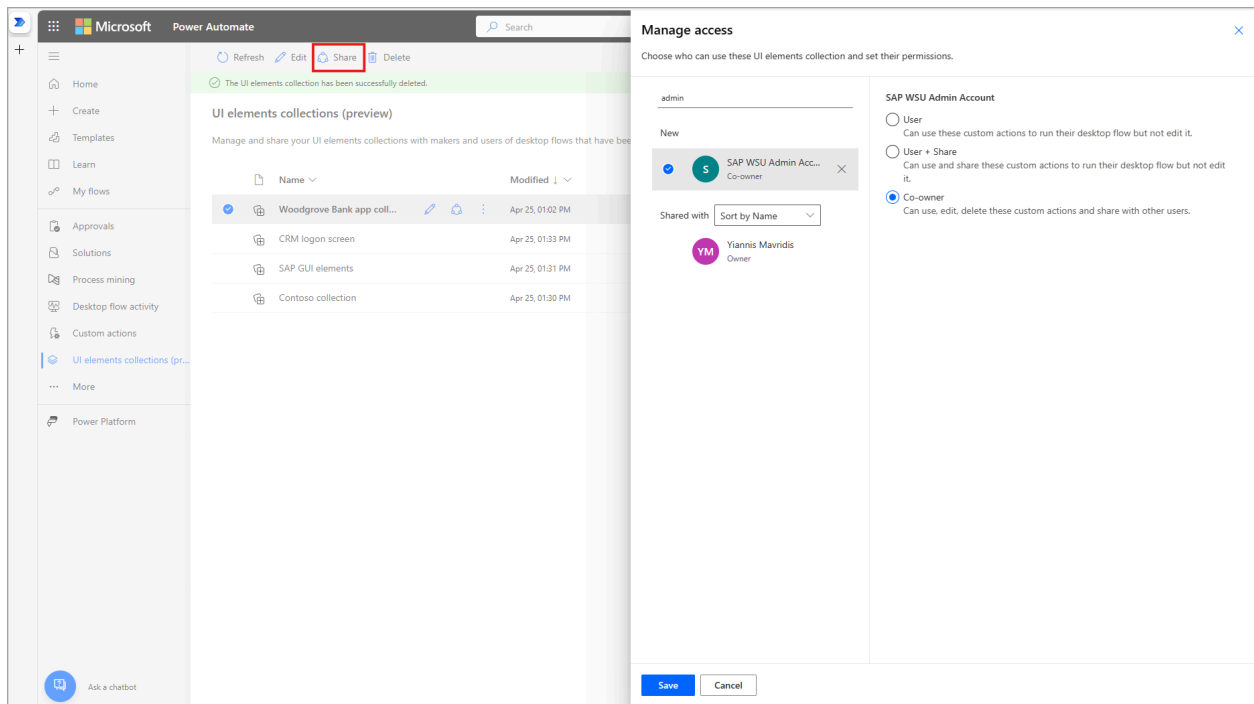 Microsoft Power Automate
Search
Refresh Edit Share Delete
The UI elements collection has been successfully deleted.
Home
Create
Templates
Learn
My flows
Approvals
Solutions
Process mining
Desktop flow activity
Custom actions
UI elements collections (pr...
More
Power Platform
Ask a chatbot
UI elements collections (preview)
Manage and share your UI elements collections with makers and users of desktop flows that have bee
Name Modified ↓
Woodgrove Bank app coll... Apr 25, 01:02 PM
CRM logon screen Apr 25, 01:33 PM
SAP GUI elements Apr 25, 01:31 PM
Contoso collection Apr 25, 01:30 PM
Manage access
Choose who can use these UI elements collection and set their permissions.
admin
New
S
SAP WSU Admin Acc...
Co-owner
Shared with Sort by Name
YM
Yiannis Mavridis
Owner
SAP WSU Admin Account
User
Can use these custom actions to run their desktop flow but not edit it.
User + Share
Can use and share these custom actions to run their desktop flow but not edit
it.
Co-owner
Can use, edit, delete these custom actions and share with other users.
Save Cancel